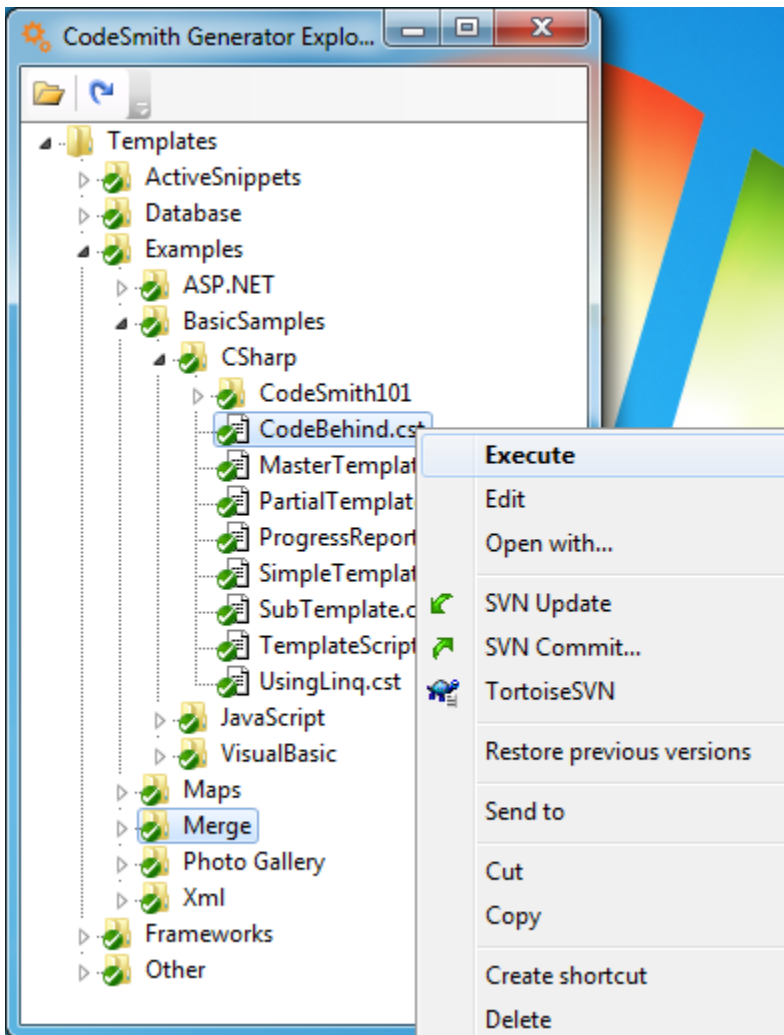 CodeSmith Generator Explo...
Templates
ActiveSnippets
Database
Examples
ASP.NET
BasicSamples
CSharp
CodeSmith101
CodeBehind.cst
MasterTemplat
PartialTemplat
ProgressReport
SimpleTemplat
SubTemplate.c
TemplateScript
UsingLinq.cst
JavaScript
VisualBasic
Maps
Merge
Photo Gallery
Xml
Frameworks
Other
Execute
Edit
Open with...
SVN Update
SVN Commit...
TortoiseSVN
Restore previous versions
Send to
Cut
Copy
Create shortcut
Delete